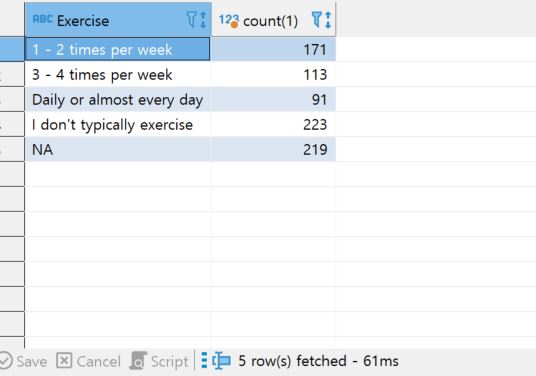 ABC Exercise 123 count(1)
1 - 2 times per week 171
3 - 4 times per week 113
Daily or almost every day 91
I don't typically exercise 223
NA 219
Save Cancel Script 5 row(s) fetched - 61ms